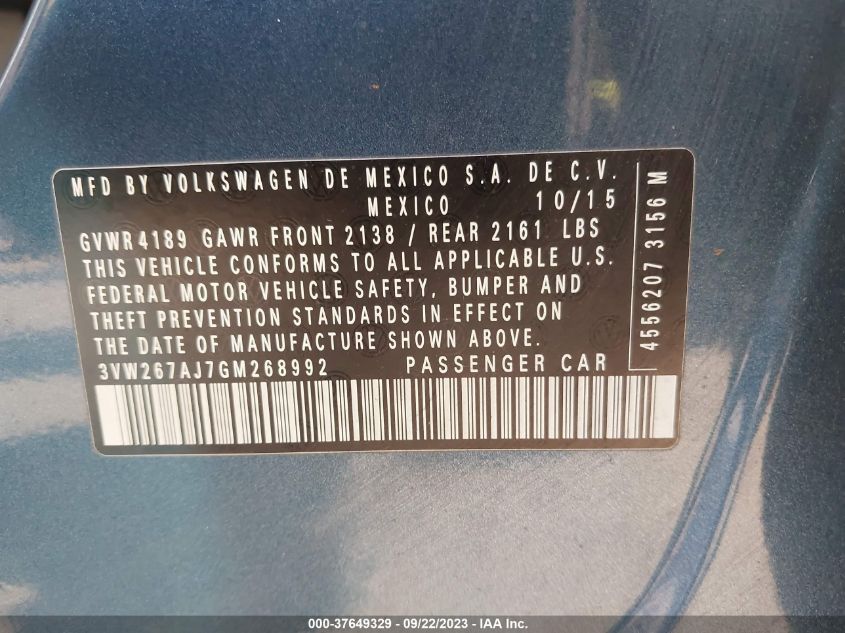 MFD BY VOLKSWAGEN DE MEXICO S.A. DE C.V.
MEXICO 10/15
GVWR 4189 GAWR FRONT 2138 / REAR 2161 LBS
THIS VEHICLE CONFORMS TO ALL APPLICABLE U.S.
FEDERAL MOTOR VEHICLE SAFETY, BUMPER AND
THEFT PREVENTION STANDARDS IN EFFECT ON
THE DATE OF MANUFACTURE SHOWN ABOVE.
3VW267AJ7GM268992 PASSENGER CAR
4556207 3156 M
000-37649329 - 09/22/2023 - IAA Inc.